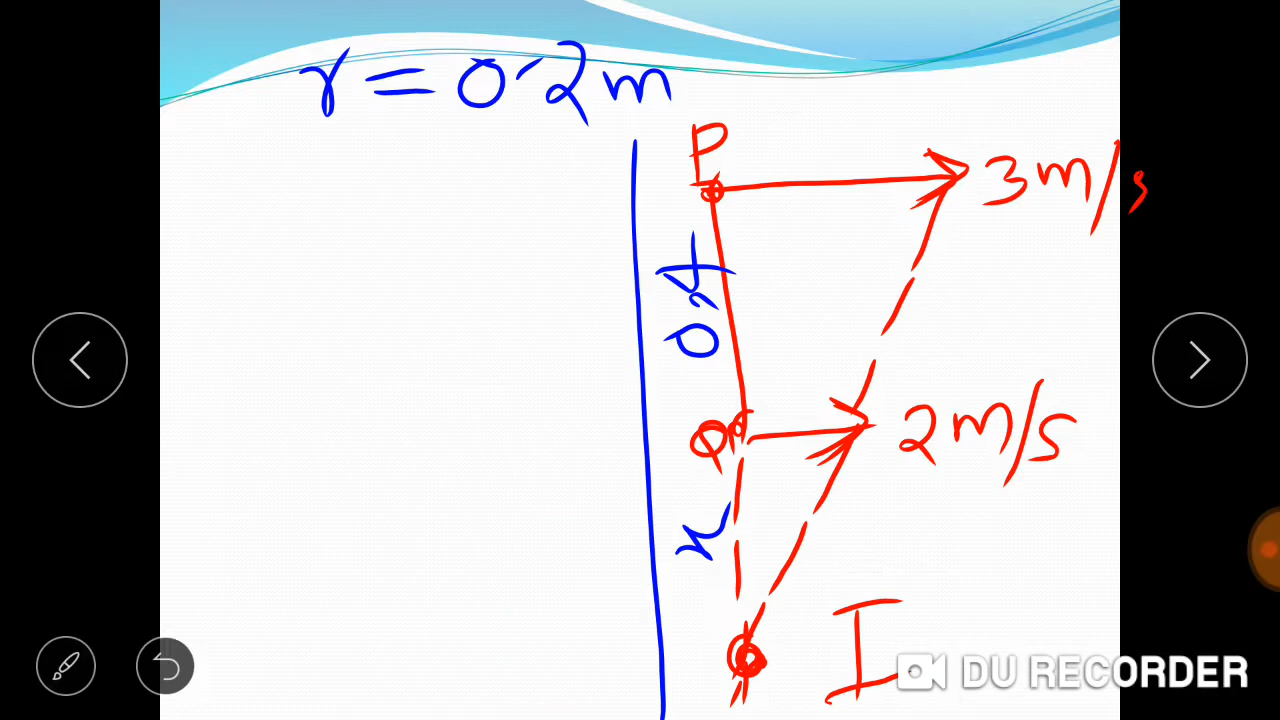 r = 0.2m
P
3m/s
0.4
Q
2m/s
x
I
DU RECORDER